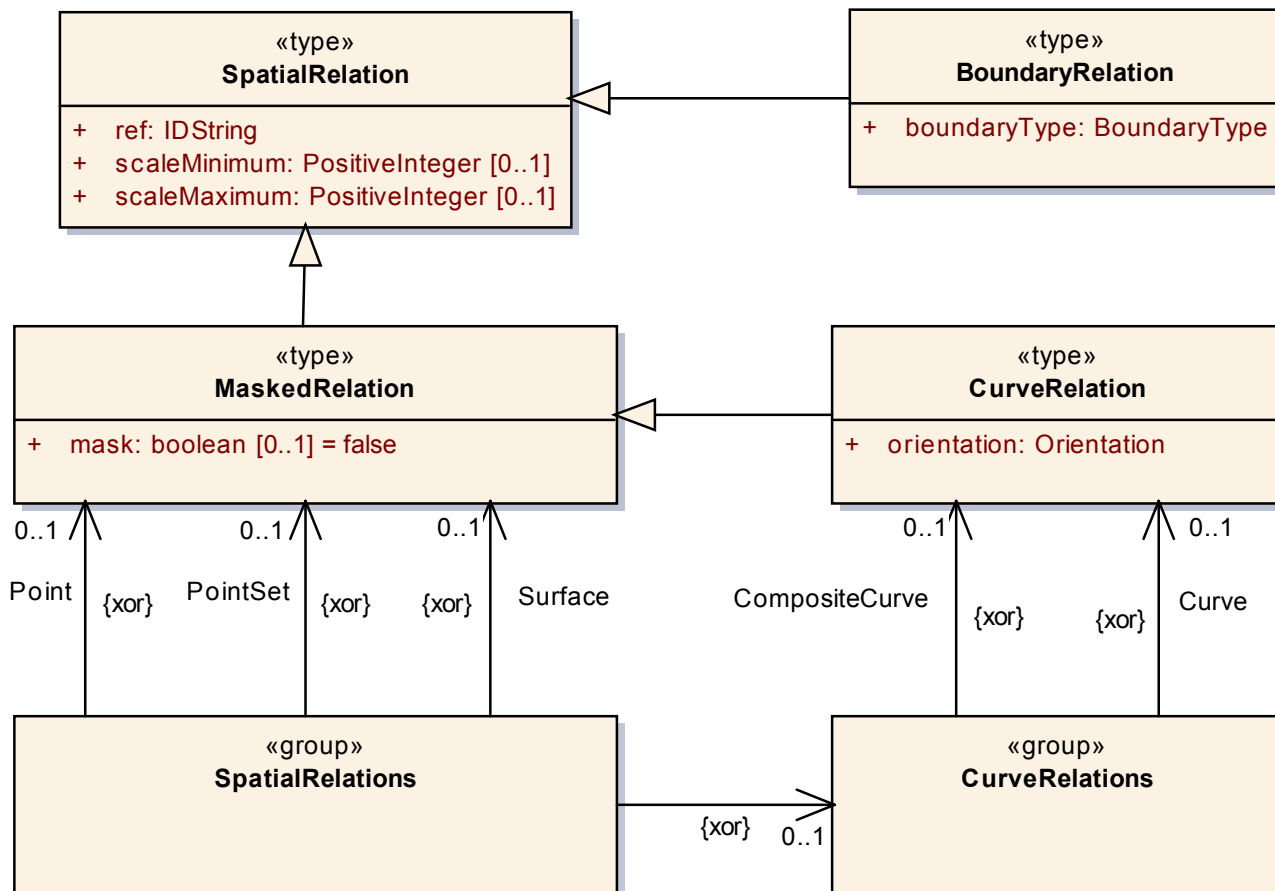 «type»
SpatialRelation
+ ref: IDString
+ scaleMinimum: PositiveInteger [0..1]
+ scaleMaximum: PositiveInteger [0..1]
«type»
BoundaryRelation
+ boundaryType: BoundaryType
«type»
MaskedRelation
+ mask: boolean [0..1] = false
«type»
CurveRelation
+ orientation: Orientation
0..1
0..1
0..1
0..1
0..1
Point
{xor}
PointSet
{xor}
{xor}
Surface
CompositeCurve
{xor}
{xor}
Curve
«group»
SpatialRelations
{xor}
0..1
«group»
CurveRelations